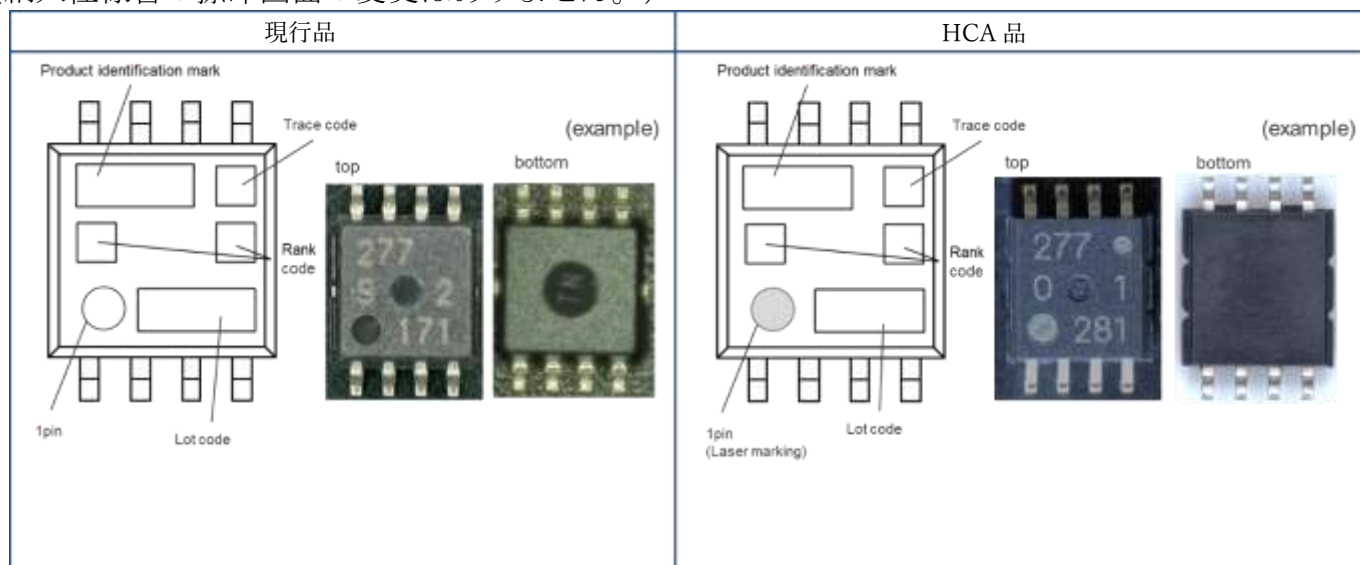 現行品
HCA 品
Product identification mark
Trace code
(example)
top
bottom
Rank
code
1pin
Lot code
277
9 2
171
Product identification mark
Trace code
(example)
top
bottom
Rank
code
1pin
(Laser marking)
Lot code
277
0 1
281